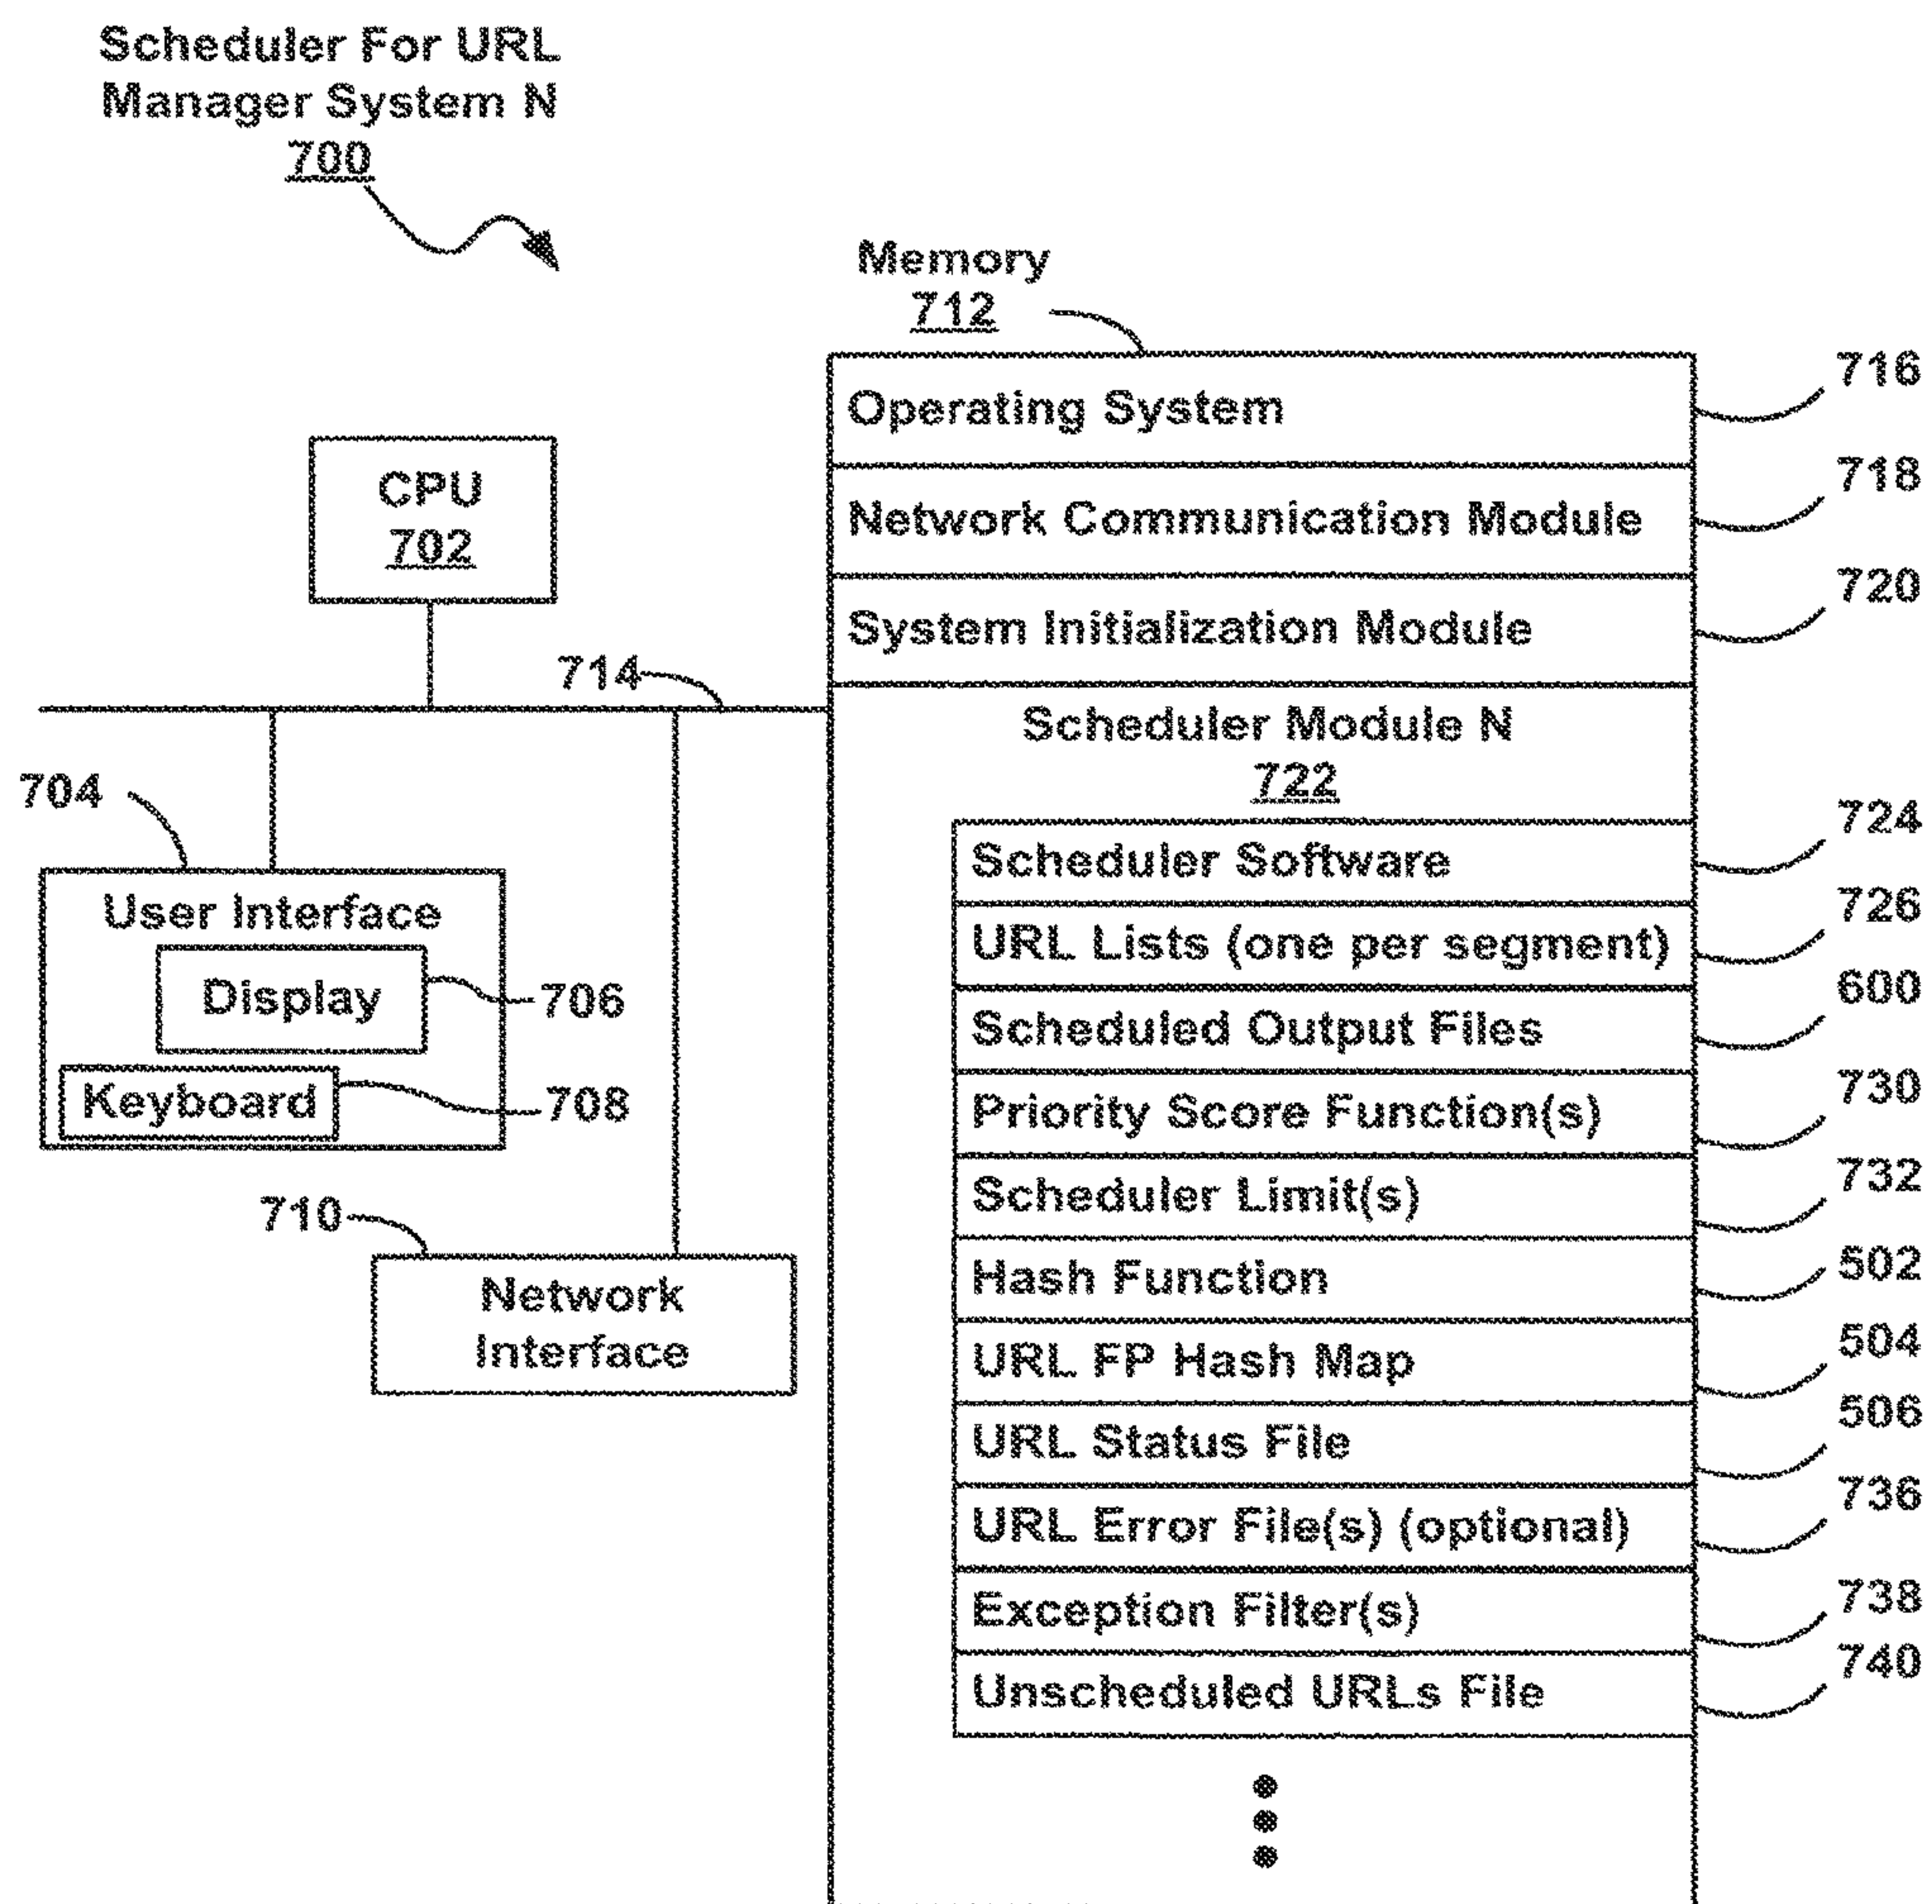 Scheduler For URL
Manager System N
700
Memory
712
Operating System
716
Network Communication Module
718
System Initialization Module
720
CPU
702
714
Scheduler Module N
722
704
User Interface
Display
706
Keyboard
708
710
Network
Interface
Scheduler Software
724
URL Lists (one per segment)
726
Scheduled Output Files
600
Priority Score Function(s)
730
Scheduler Limit(s)
732
Hash Function
502
URL FP Hash Map
504
URL Status File
506
URL Error File(s) (optional)
736
Exception Filter(s)
738
Unscheduled URLs File
740